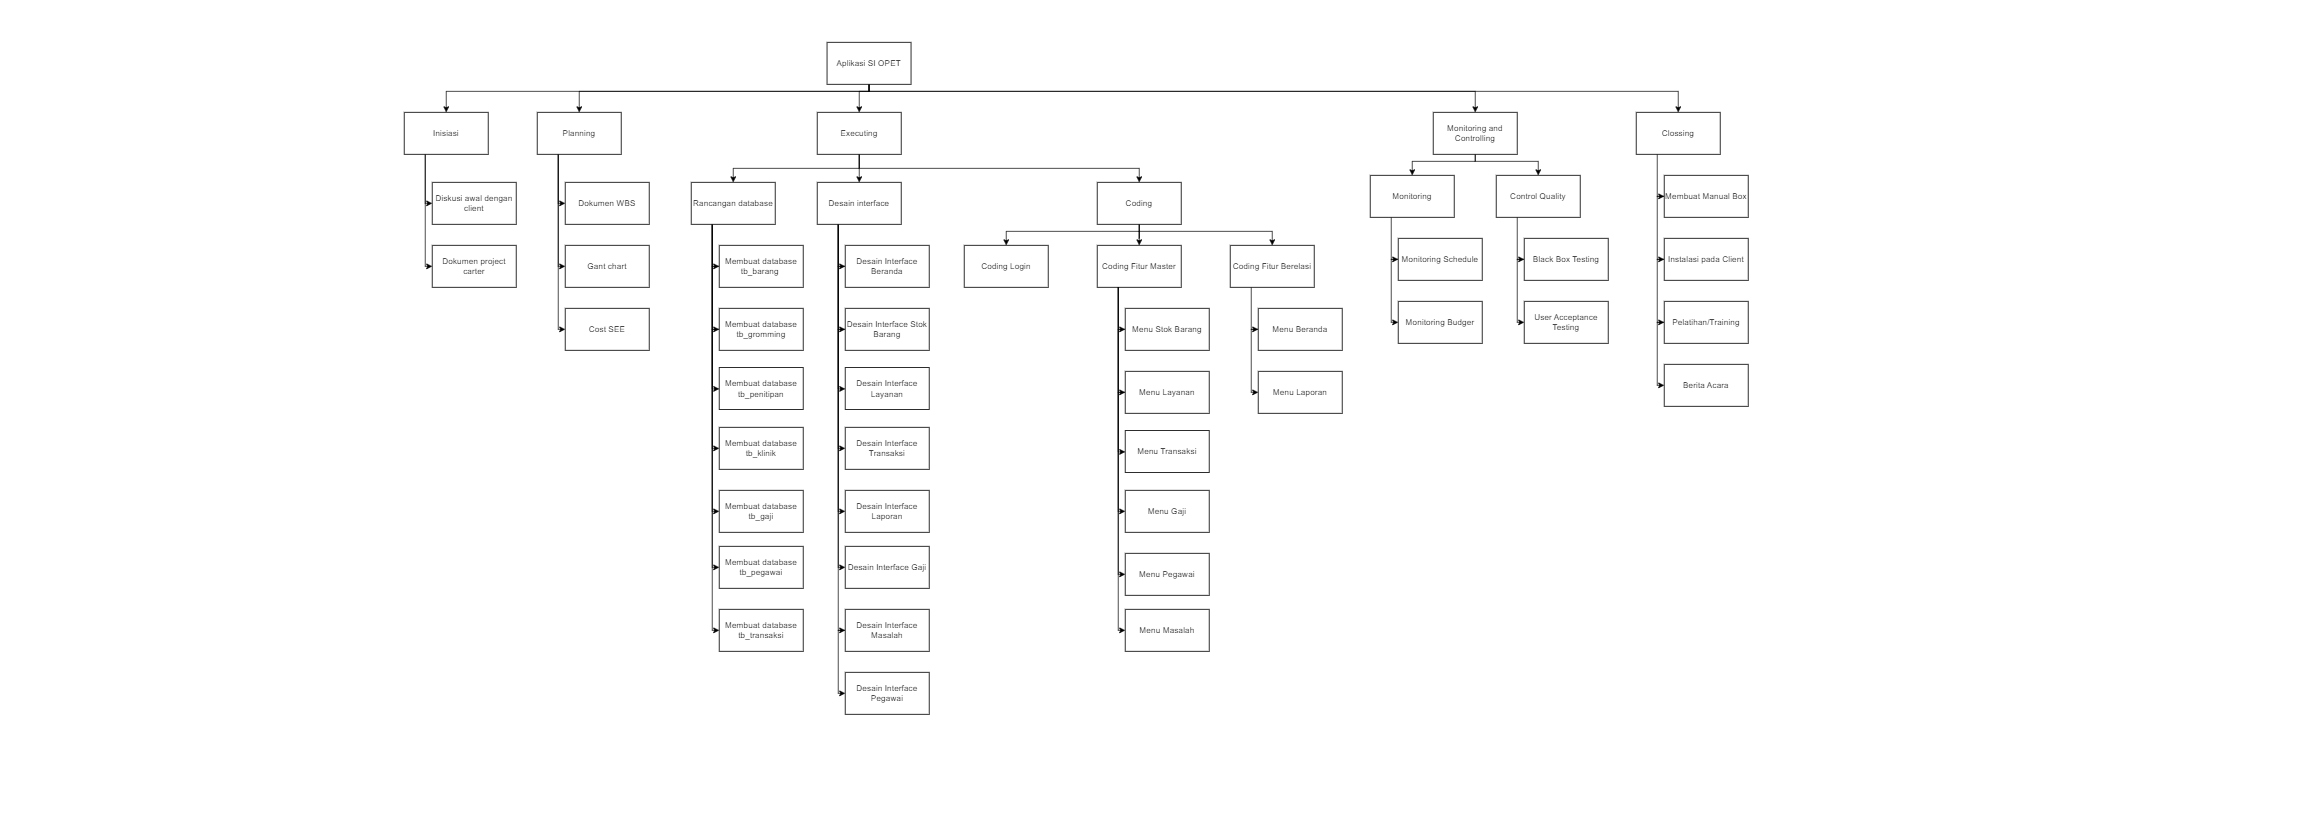 Aplikasi SI OPET
Inisiasi
Planning
Executing
Monitoring and
Controlling
Clossing
Diskusi awal dengan
client
Dokumen project
carter
Dokumen WBS
Gant chart
Cost SEE
Rancangan database
Membuat database
tb_barang
Membuat database
tb_gromming
Membuat database
tb_penitipan
Membuat database
tb_klinik
Membuat database
tb_gaji
Membuat database
tb_pegawai
Membuat database
tb_transaksi
Desain interface
Desain Interface
Beranda
Desain Interface Stok
Barang
Desain Interface
Layanan
Desain Interface
Transaksi
Desain Interface
Laporan
Desain Interface Gaji
Desain Interface
Masalah
Desain Interface
Pegawai
Coding
Coding Login
Coding Fitur Master
Menu Stok Barang
Menu Layanan
Menu Transaksi
Menu Gaji
Menu Pegawai
Menu Masalah
Coding Fitur Berelasi
Menu Beranda
Menu Laporan
Monitoring
Monitoring Schedule
Monitoring Budger
Control Quality
Black Box Testing
User Acceptance
Testing
Membuat Manual Box
Instalasi pada Client
Pelatihan/Training
Berita Acara